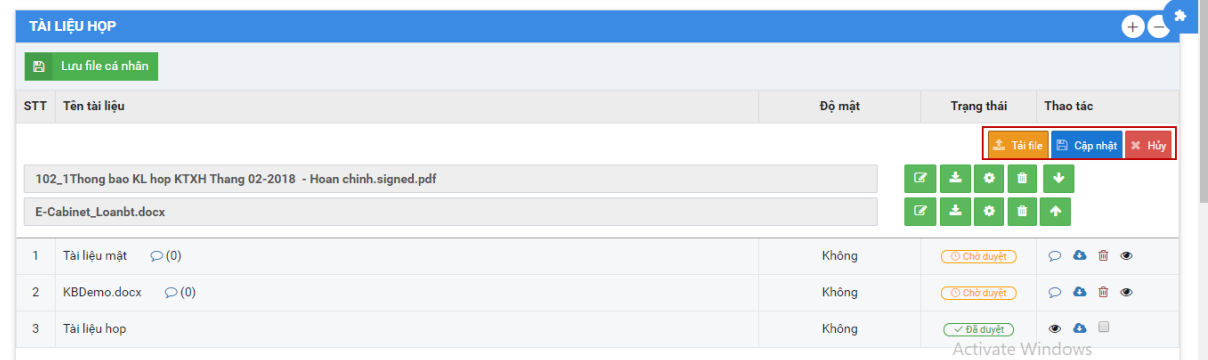 TÀI LIỆU HỌP
Lưu file cá nhân
STT Tên tài liệu Độ mật Trạng thái Thao tác
Tải file Cập nhật Hủy
102_1Thong bao KL hop KTXH Thang 02-2018 - Hoan chinh.signed.pdf
E-Cabinet_Loanbt.docx
1 Tài liệu mật (0) Không Chờ duyệt
2 KBDemo.docx (0) Không Chờ duyệt
3 Tài liệu hop Không Đã duyệt
Activate Windows